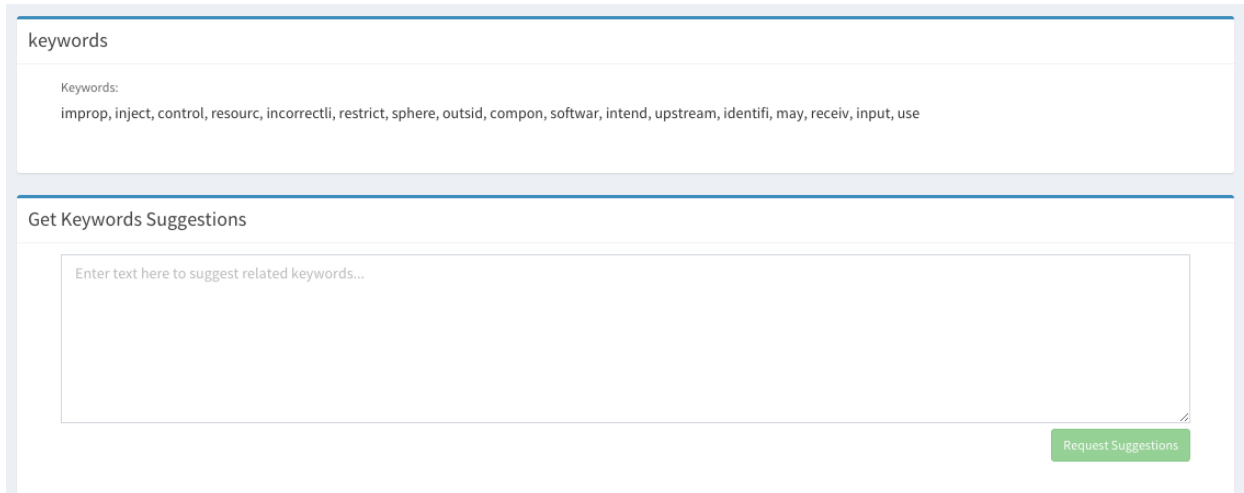 keywords
Keywords:
improp, inject, control, resourc, incorrectli, restrict, sphere, outsid, compon, softwar, intend, upstream, identifi, may, receiv, input, use
Get Keywords Suggestions
Enter text here to suggest related keywords...
Request Suggestions